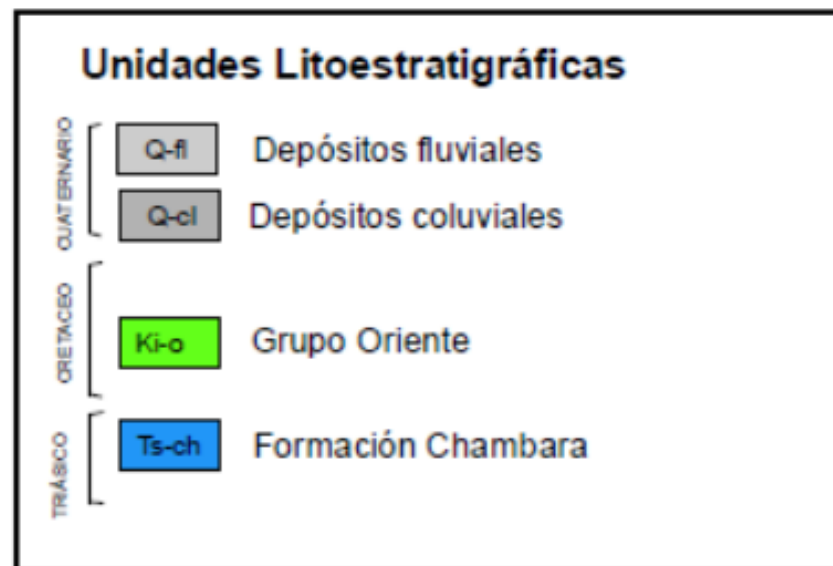 Unidades Litoestratigráficas
CUATERNARIO
Q-fl Depósitos fluviales
Q-cl Depósitos coluviales
CRETACEO
Ki-o Grupo Oriente
TRIÁSICO
Ts-ch Formación Chambara